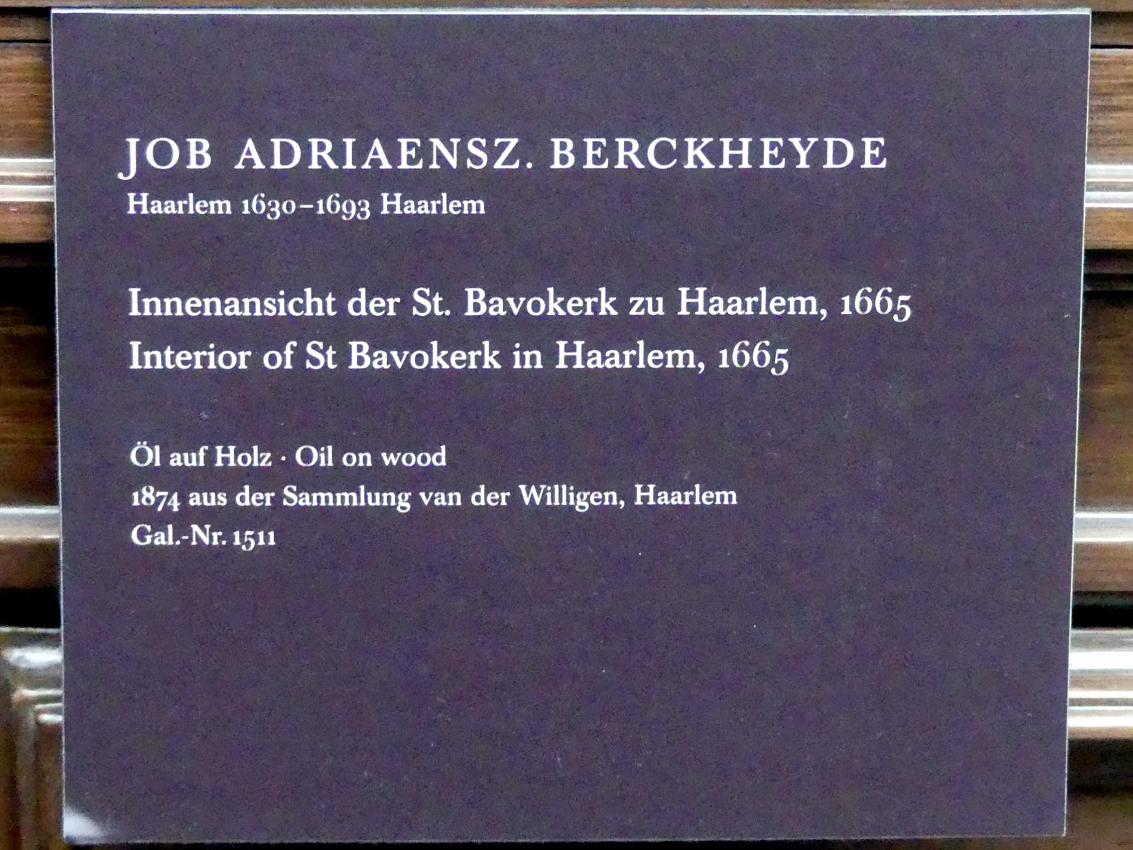 JOB ADRIAENSZ. BERCKHEYDE
Haarlem 1630–1693 Haarlem
Innenansicht der St. Bavokerk zu Haarlem, 1665
Interior of St Bavokerk in Haarlem, 1665
Öl auf Holz · Oil on wood
1874 aus der Sammlung van der Willigen, Haarlem
Gal.-Nr. 1511